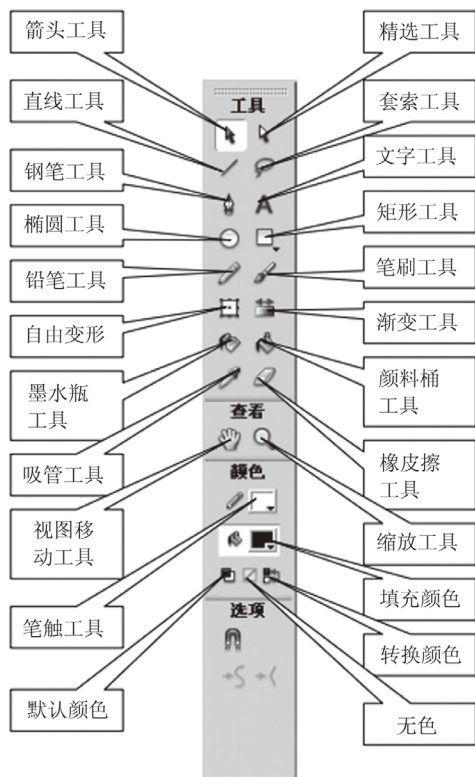 箭头工具
精选工具
直线工具
工具
套索工具
钢笔工具
文字工具
椭圆工具
矩形工具
铅笔工具
笔刷工具
自由变形
渐变工具
墨水瓶
工具
颜料桶
工具
查看
吸管工具
橡皮擦
工具
颜色
视图移
动工具
缩放工具
填充颜色
笔触工具
选项
转换颜色
默认颜色
无色